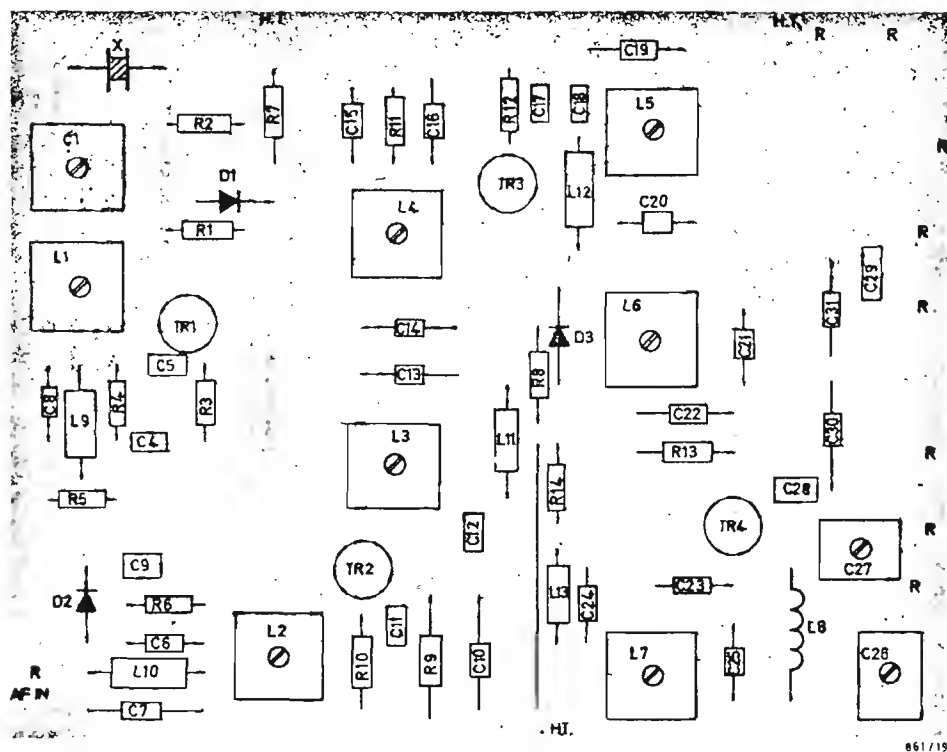 H.T.
H.T.
R
R
X
C19
R2
R7
C15
R11
C16
R12
C17
C18
L5
C1
R
D1
TR3
L12
L4
C20
R1
R
L1
C29
L6
C31
R
TR1
C14
D3
C21
C5
C13
R8
C8
R4
R3
L9
C22
L11
L3
C30
C4
R13
R
R14
C28
R5
C12
TR4
R
C9
TR2
C27
D2
R6
L13
C24
C23
R
C11
L8
L2
C6
R10
R9
C10
L7
C25
C26
R
L10
AF IN
C7
H.T.